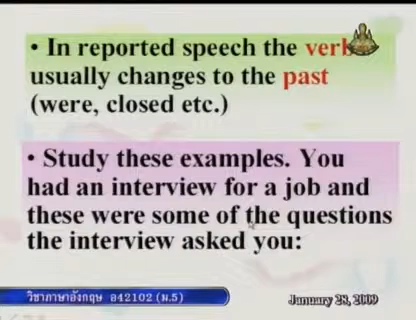 • In reported speech the verb
usually changes to the past
(were, closed etc.)
• Study these examples. You
had an interview for a job and
these were some of the questions
the interview asked you:
วิชาภาษาอังกฤษ อ42102 (ม.5)
January 28, 2009